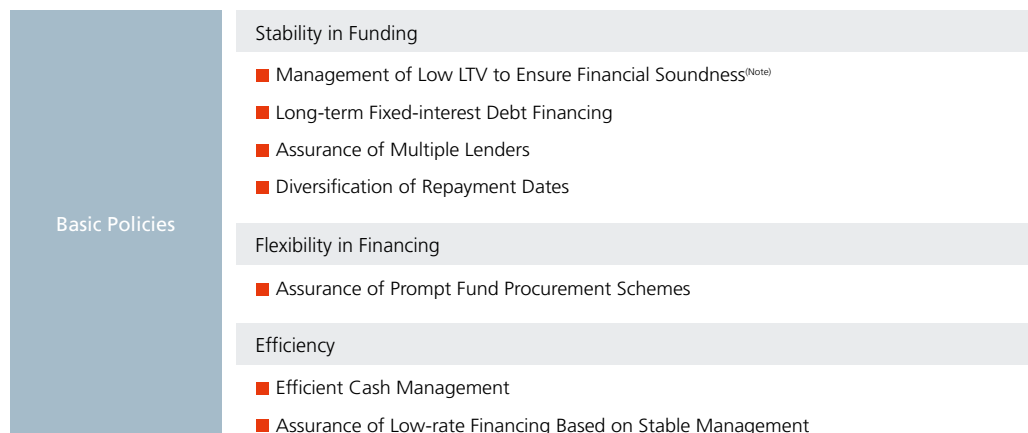 Basic Policies
Stability in Funding
Management of Low LTV to Ensure Financial Soundness(Note)
Long-term Fixed-interest Debt Financing
Assurance of Multiple Lenders
Diversification of Repayment Dates
Flexibility in Financing
Assurance of Prompt Fund Procurement Schemes
Efficiency
Efficient Cash Management
Assurance of Low-rate Financing Based on Stable Management